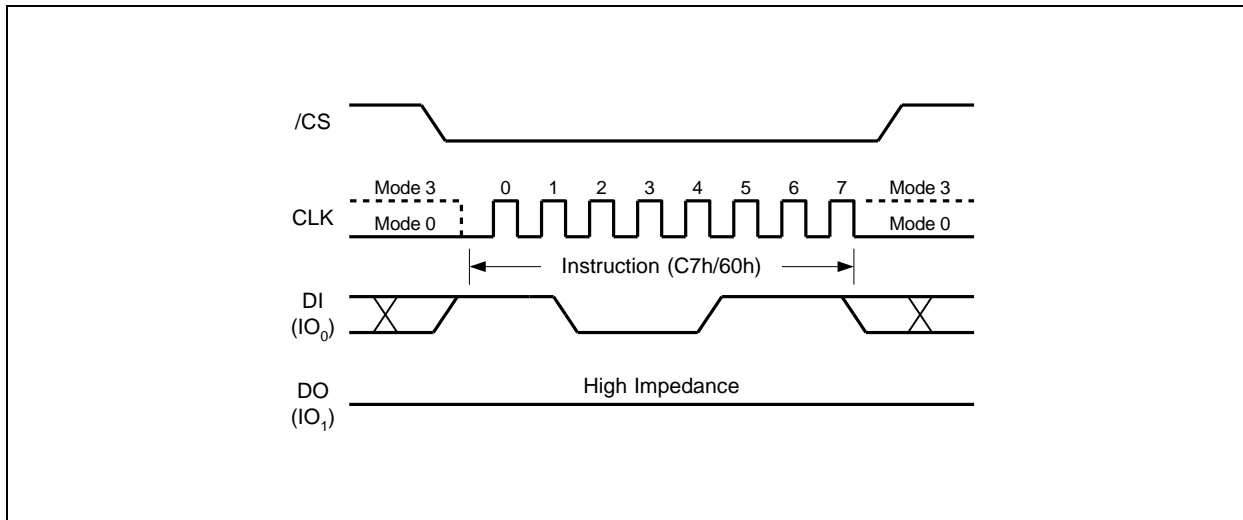 /CS
Mode 3 0 1 2 3 4 5 6 7 Mode 3
CLK Mode 0 Mode 0
Instruction (C7h/60h)
DI
(IO0)
High Impedance
DO
(IO1)